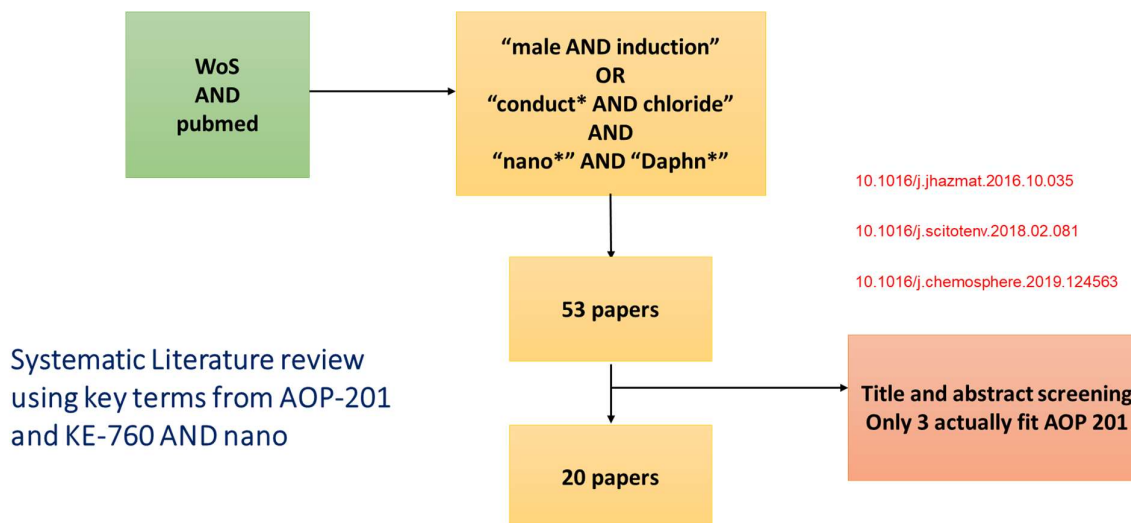 WoS
AND
pubmed
“male AND induction”
OR
“conduct* AND chloride”
AND
“nano*” AND “Daphn*”
10.1016/j.jhazmat.2016.10.035
10.1016/j.scitotenv.2018.02.081
10.1016/j.chemosphere.2019.124563
53 papers
Systematic Literature review
using key terms from AOP-201
and KE-760 AND nano
Title and abstract screening
Only 3 actually fit AOP 201
20 papers